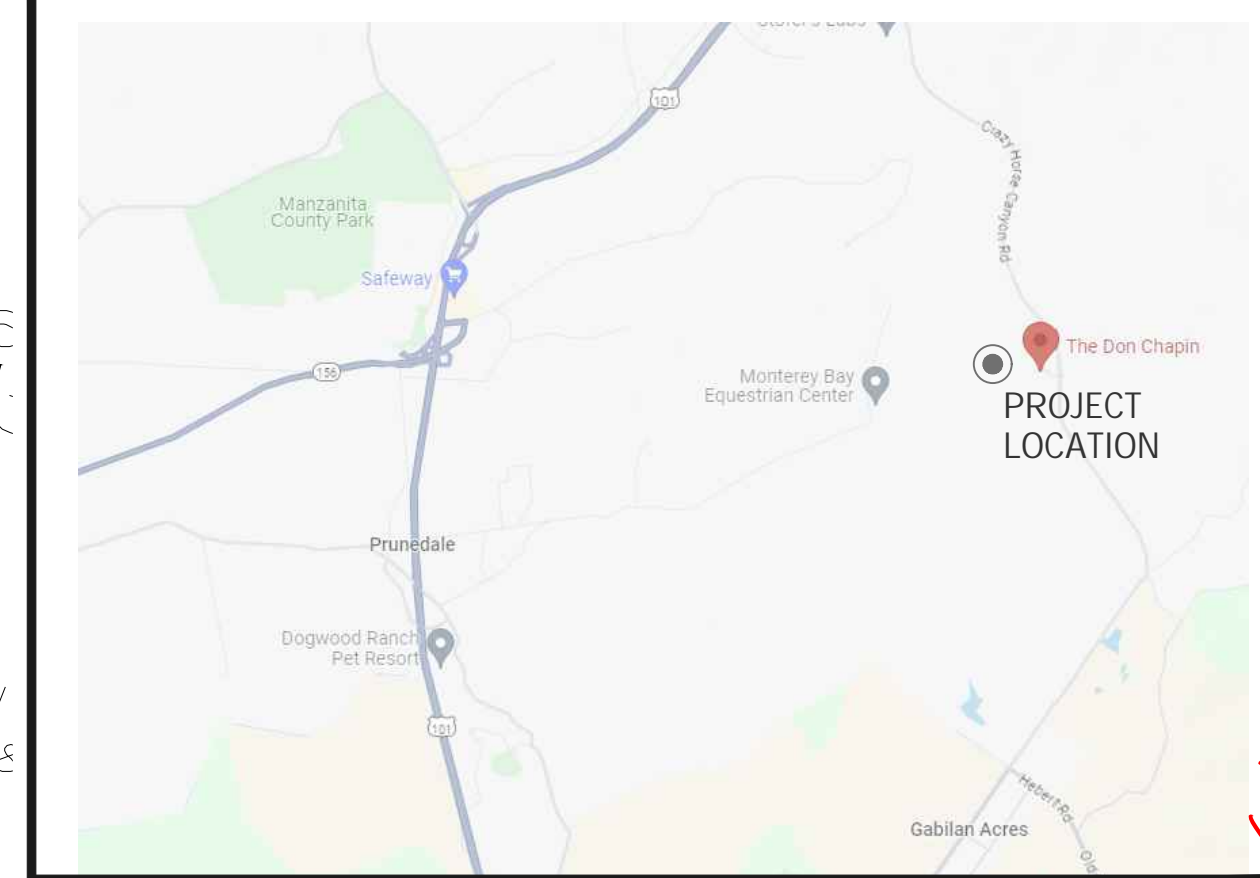 101
Crazy Horse Canyon Rd
Manzanita
County Park
Safeway
The Don Chapin
156
Monterey Bay
Equestrian Center
PROJECT
LOCATION
Prunedale
Dogwood Ranch
Pet Resort
101
Hebert Rd
Gabilan Acres
Old